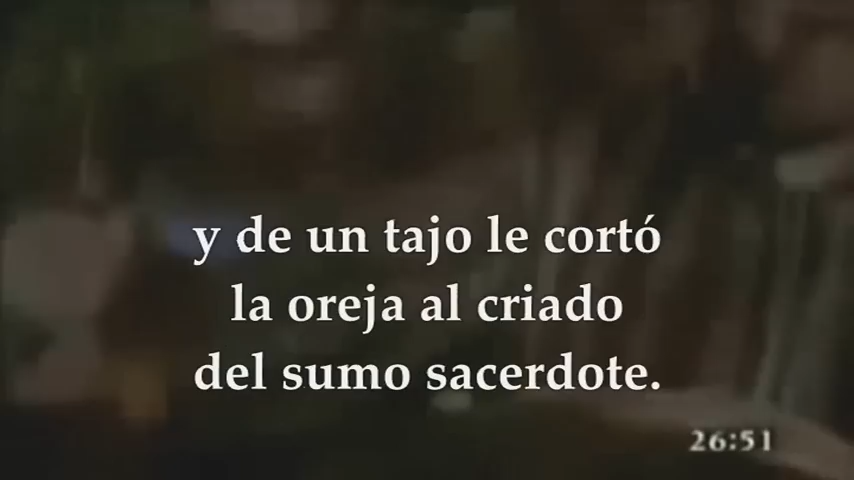 y de un tajo le cortó
la oreja al criado
del sumo sacerdote.
26:51